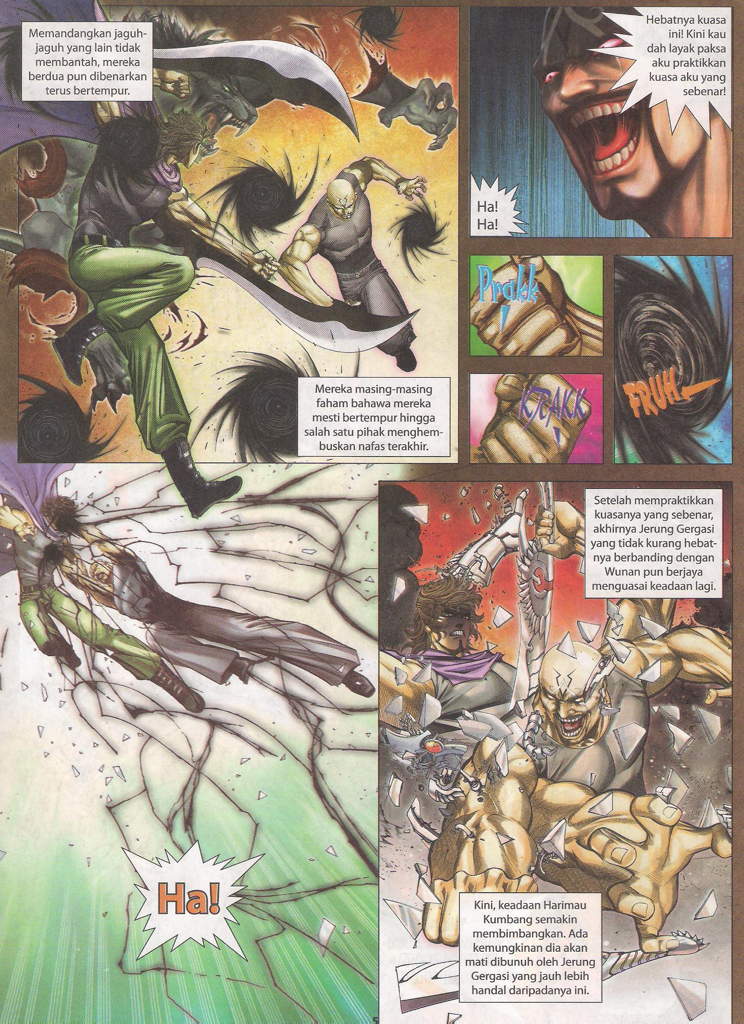 Memandangkan jaguh-
jaguh yang lain tidak
membantah, mereka
berdua pun dibenarkan
terus bertempur.
Mereka masing-masing
faham bahawa mereka
mesti bertempur hingga
salah satu pihak menghem-
buskan nafas terakhir.
Hebatnya kuasa
ini! Kini kau
dah layak paksa
aku praktikkan
kuasa aku yang
sebenar!
Ha!
Ha!
Prakk
!
KRAKK
!
FRUH
Ha!
Setelah mempraktikkan
kuasanya yang sebenar,
akhirnya Jerung Gergasi
yang tidak kurang hebat-
nya berbanding dengan
Wunan pun berjaya
menguasai keadaan lagi.
Kini, keadaan Harimau
Kumbang semakin
membimbangkan. Ada
kemungkinan dia akan
mati dibunuh oleh Jerung
Gergasi yang jauh lebih
handal daripadanya ini.